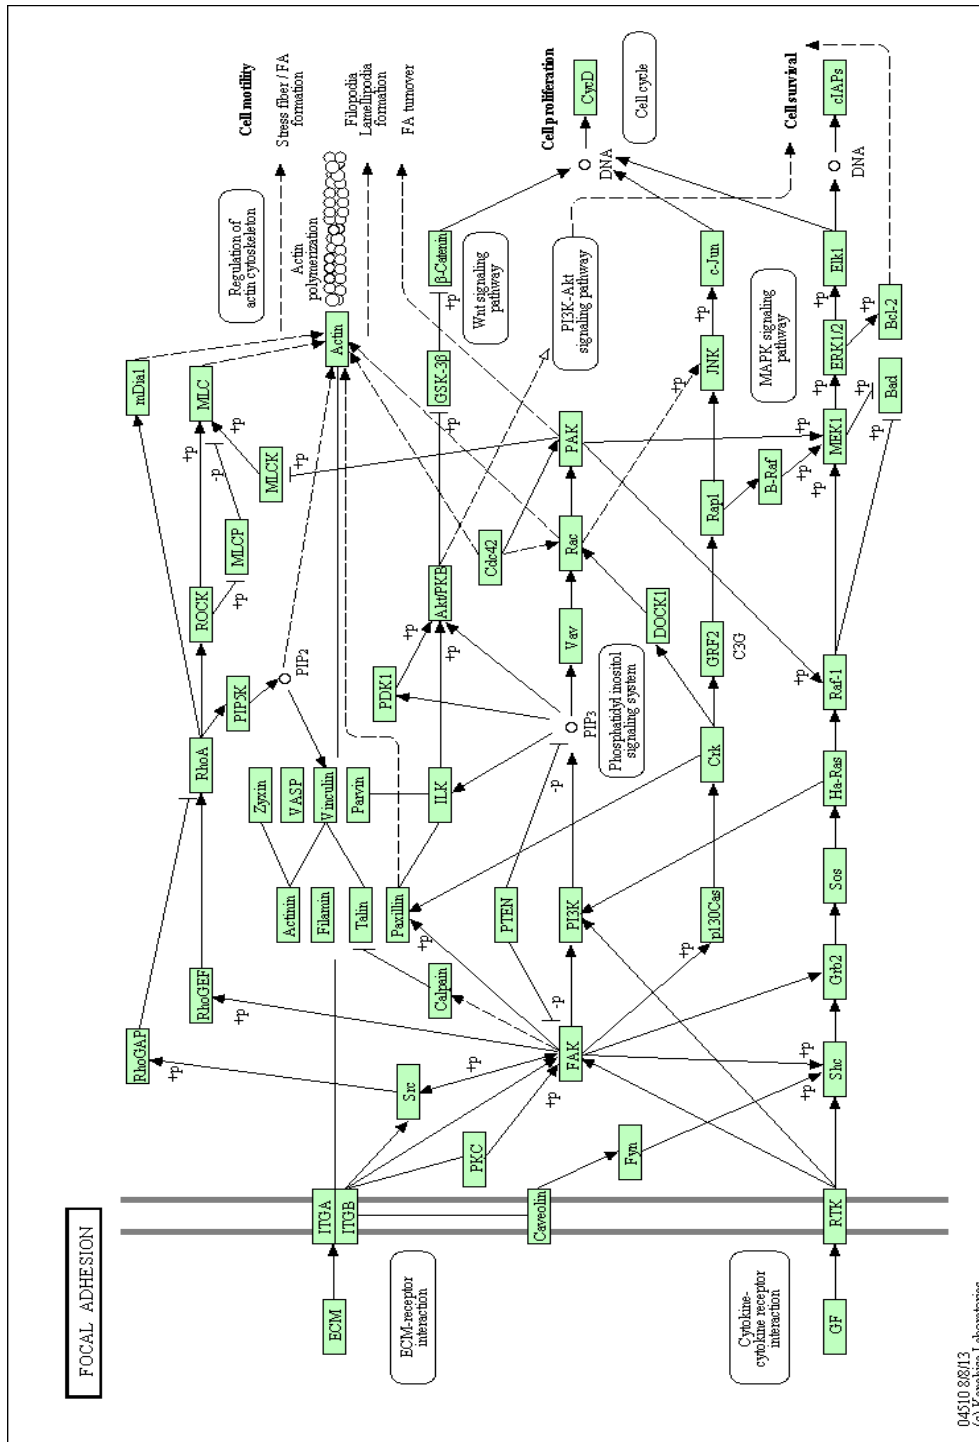 FOCAL ADHESION
ECM
ECM-receptor
interaction
ITGA
ITGB
Caveolin
Cytokine-
cytokine receptor
interaction
GF
RTK
RhoGAP
+p
RhoGEF
+p
Src
+p
PKC
Fyn
FAK
+p
-p
Shc
+p
+p
Grb2
Sos
Ha-Ras
Raf-1
+p
Calpain
Actinin
Filamin
Talin
Paxillin
+p
PTEN
-p
PI3K
p130Cas
+p
Zyxin
VASP
Vinculin
Parvin
ILK
RhoA
PIP5K
PIP2
ROCK
+p
MLCP
-p
MLCK
+p
MLC
+p
+p
mDia1
PDK1
+p
Akt/PKB
+p
PIP3
Phosphatidyl inositol
signaling system
Vav
Rac
Cdc42
PAK
Crk
DOCK1
GRF2
C3G
Rap1
B-Raf
JNK
+p
c-Jun
+p
MEK1
+p
+p
+p
ERK1/2
+p
Elk1
+p
Bad
+p
Bcl-2
+p
MAPK signaling
pathway
GSK-3β
+p
β-Catenin
+p
Wnt signaling
pathway
PI3K-Akt
signaling pathway
Actin
Actin
polymerization
Regulation of
actin cytoskeleton
Cell motility
Stress fiber / FA
formation
Filopodia
Lamellipodia
formation
FA turnover
Cell proliferation
DNA
CycD
Cell cycle
Cell survival
DNA
cIAPs
04510 8/8/13
(c) Kanehisa Laboratories